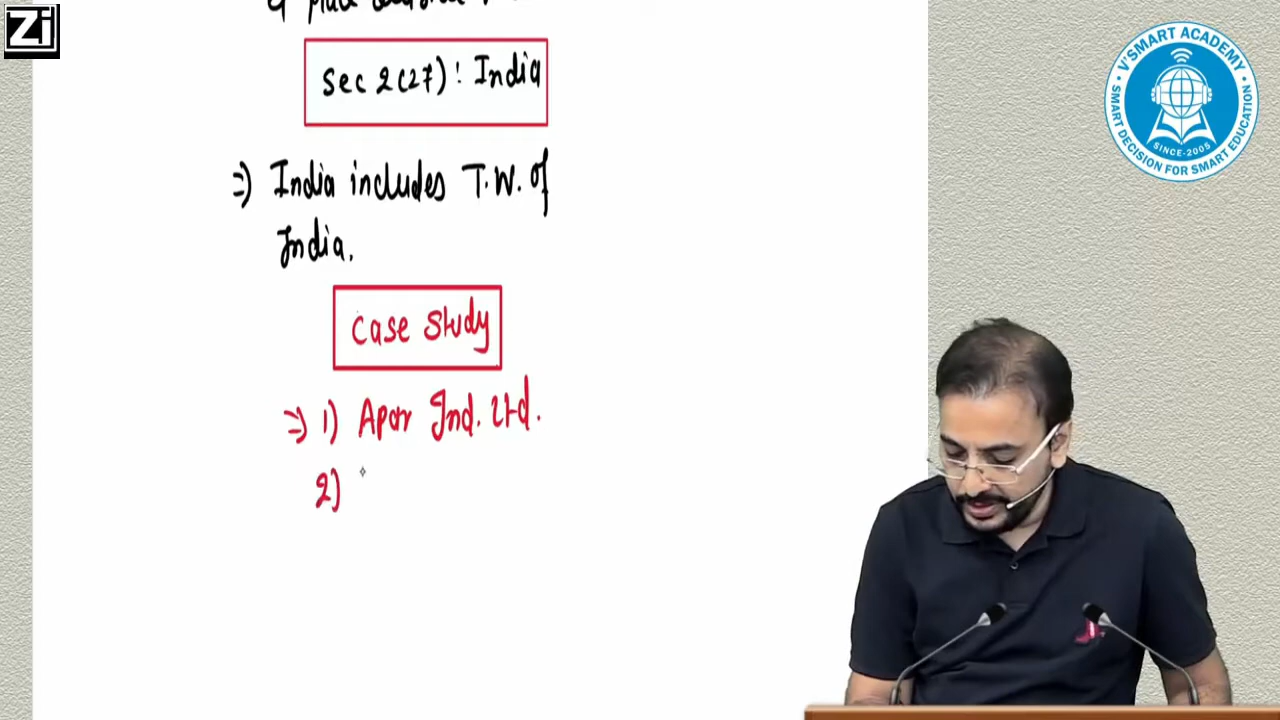 Zi
Sec 2(27): India
=) India includes T.W. of
India.
Case Study
=) 1) Apar Ind. Ltd.
2)
V'SMART ACADEMY
SINCE-2005
SMART DECISION FOR SMART EDUCATION